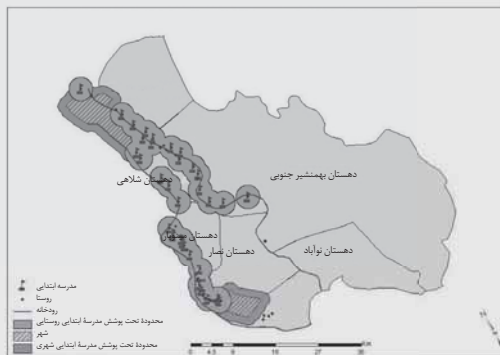 دهستان بهمنشیر جنوبی
دهستان شلاهی
دهستان نصار
دهستان نوآباد
مدرسه ابتدایی
روستا
رودخانه
محدودهٔ تحت پوشش مدرسهٔ ابتدایی روستایی
شهر
محدودهٔ تحت پوشش مدرسهٔ ابتدایی شهری
0 4.5 9 18 27 36